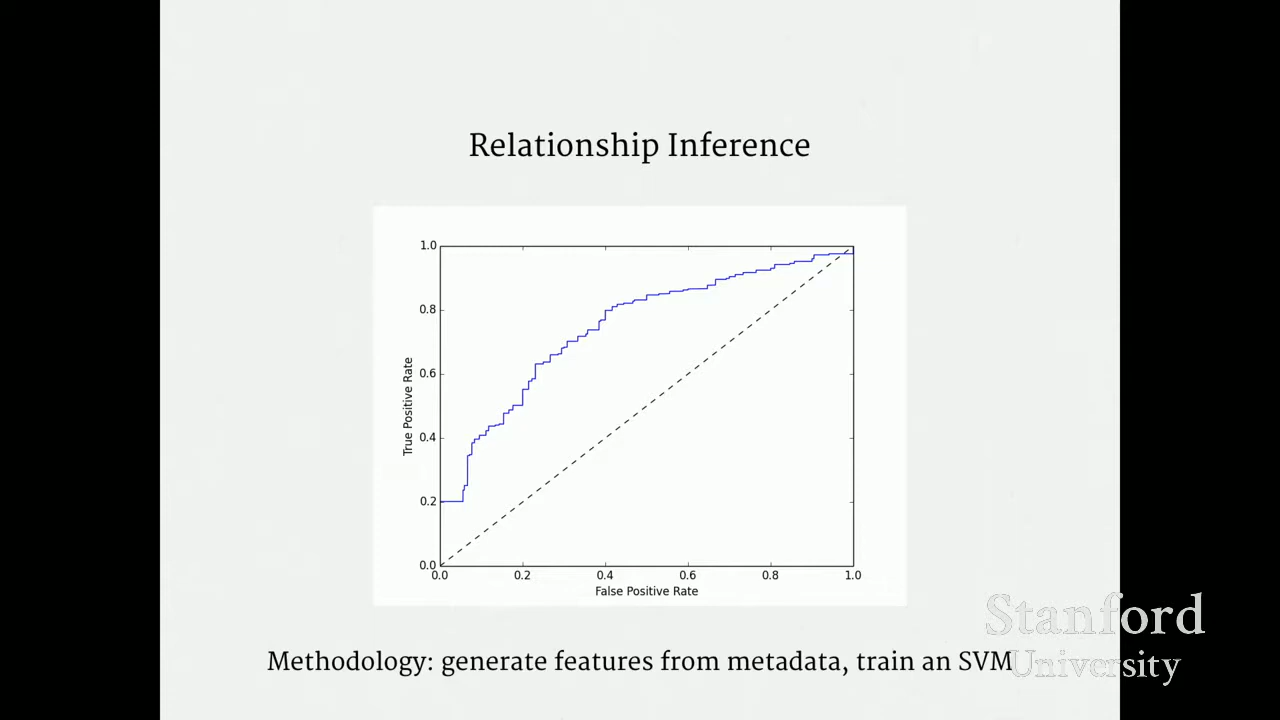 Relationship Inference
1.0
0.8
0.6
0.4
0.2
0.0
True Positive Rate
0.0 0.2 0.4 0.6 0.8 1.0
False Positive Rate
Methodology: generate features from metadata, train an SVM
Stanford
University